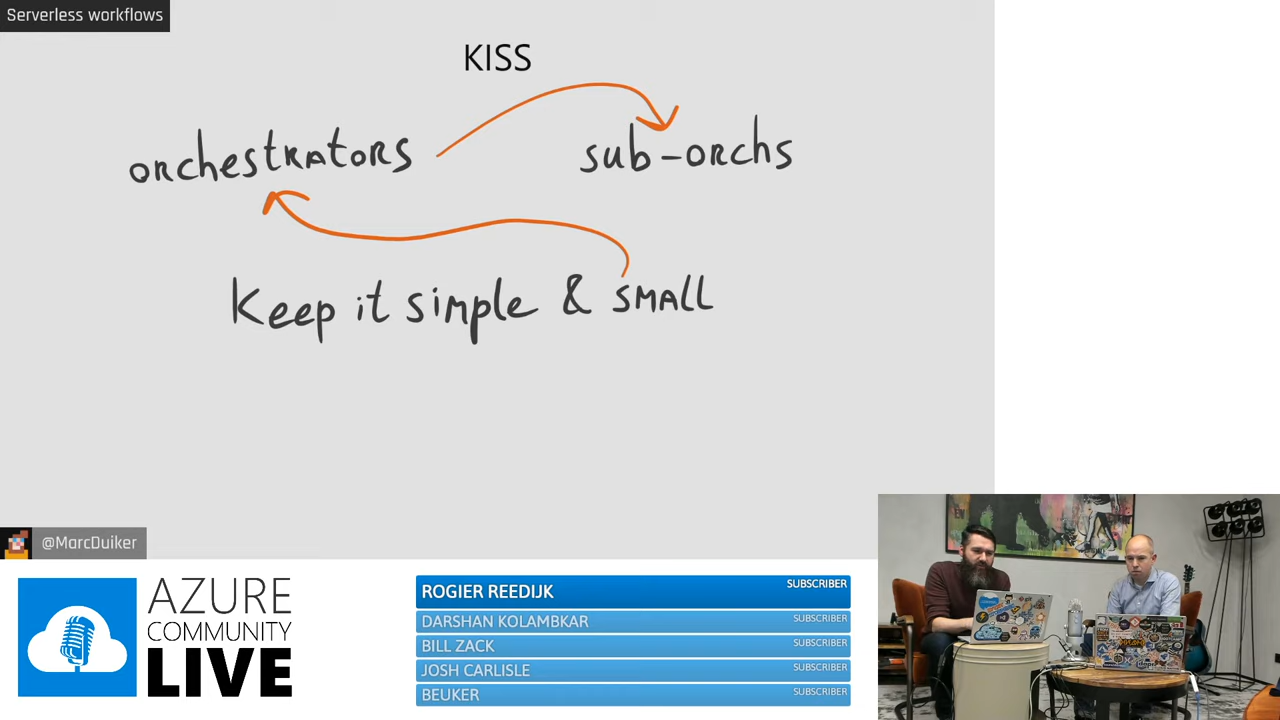 Serverless workflows
KISS
orchestrators
sub-orchs
Keep it simple & small
@MarcDuiker
AZURE
COMMUNITY
LIVE
ROGIER REEDIJK SUBSCRIBER
DARSHAN KOLAMBKAR SUBSCRIBER
BILL ZACK SUBSCRIBER
JOSH CARLISLE SUBSCRIBER
BEUKER SUBSCRIBER